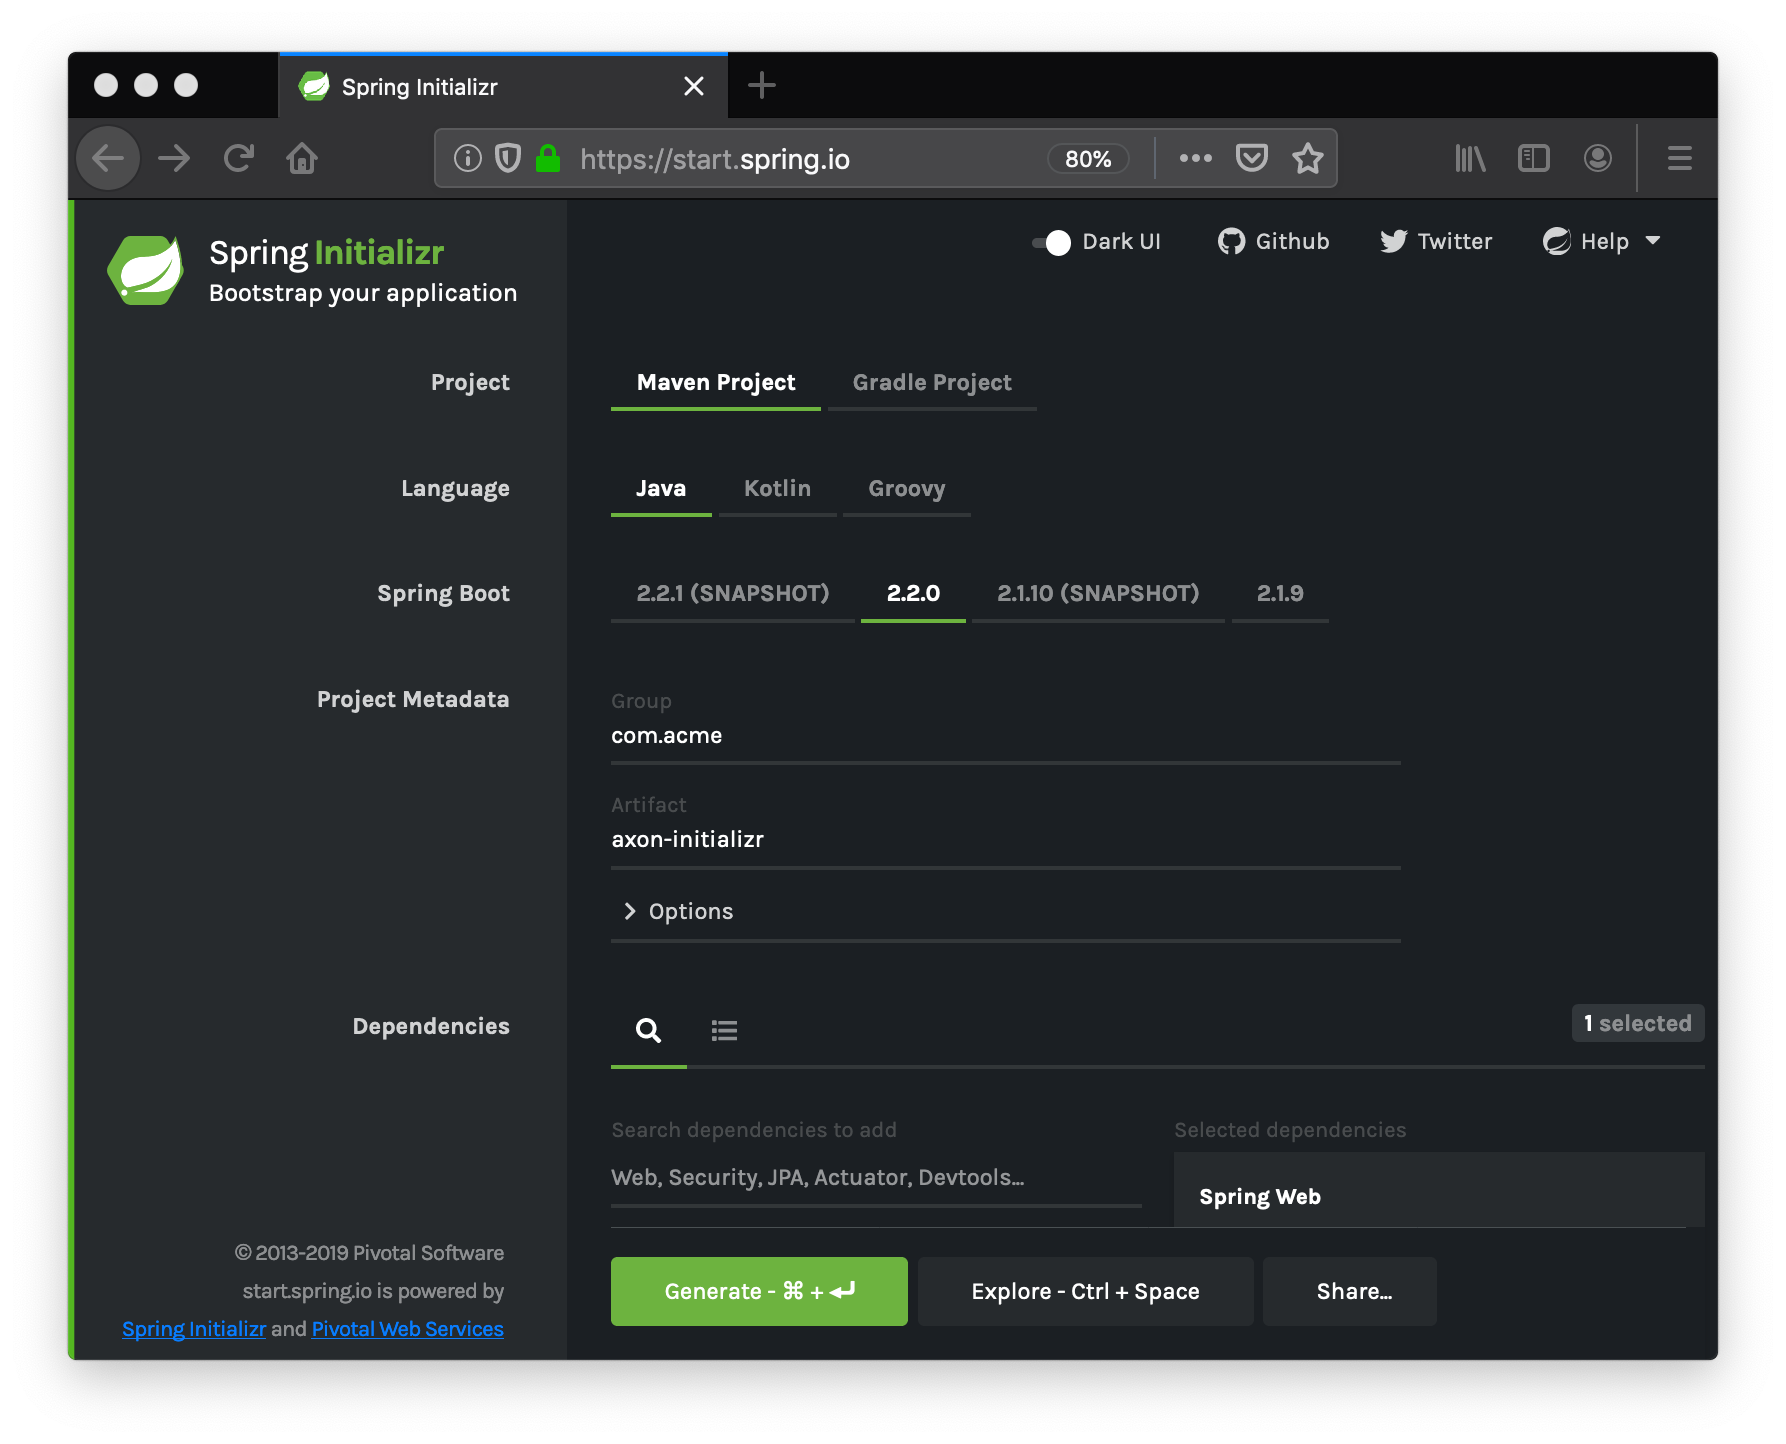 Spring Initializr
https://start.spring.io
80%
Spring Initializr
Bootstrap your application
Dark UI
Github
Twitter
Help
Project
Maven Project
Gradle Project
Language
Java
Kotlin
Groovy
Spring Boot
2.2.1 (SNAPSHOT)
2.2.0
2.1.10 (SNAPSHOT)
2.1.9
Project Metadata
Group
com.acme
Artifact
axon-initializr
Options
Dependencies
1 selected
Search dependencies to add
Web, Security, JPA, Actuator, Devtools...
Selected dependencies
Spring Web
© 2013-2019 Pivotal Software
start.spring.io is powered by
Spring Initializr and Pivotal Web Services
Generate - ⌘ + ↵
Explore - Ctrl + Space
Share...